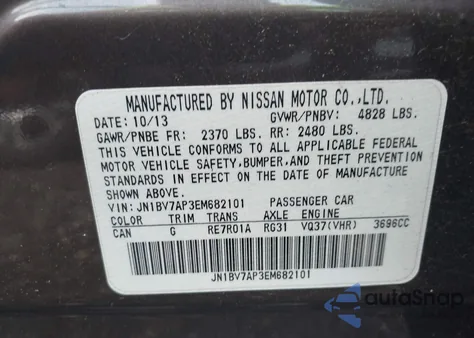 MANUFACTURED BY NISSAN MOTOR CO.,LTD.
DATE: 10/13 GVWR/PNBV: 4828 LBS.
GAWR/PNBE FR: 2370 LBS. RR: 2480 LBS.
THIS VEHICLE CONFORMS TO ALL APPLICABLE FEDERAL
MOTOR VEHICLE SAFETY,BUMPER,AND THEFT PREVENTION
STANDARDS IN EFFECT ON THE DATE OF MANUFACTURE
SHOWN ABOVE.
VIN: JN1BV7AP3EM682101 PASSENGER CAR
COLOR TRIM TRANS AXLE ENGINE
CAN G RE7R01A RG31 VQ37(VHR) 3696CC
JN1BV7AP3EM682101
autoSnap